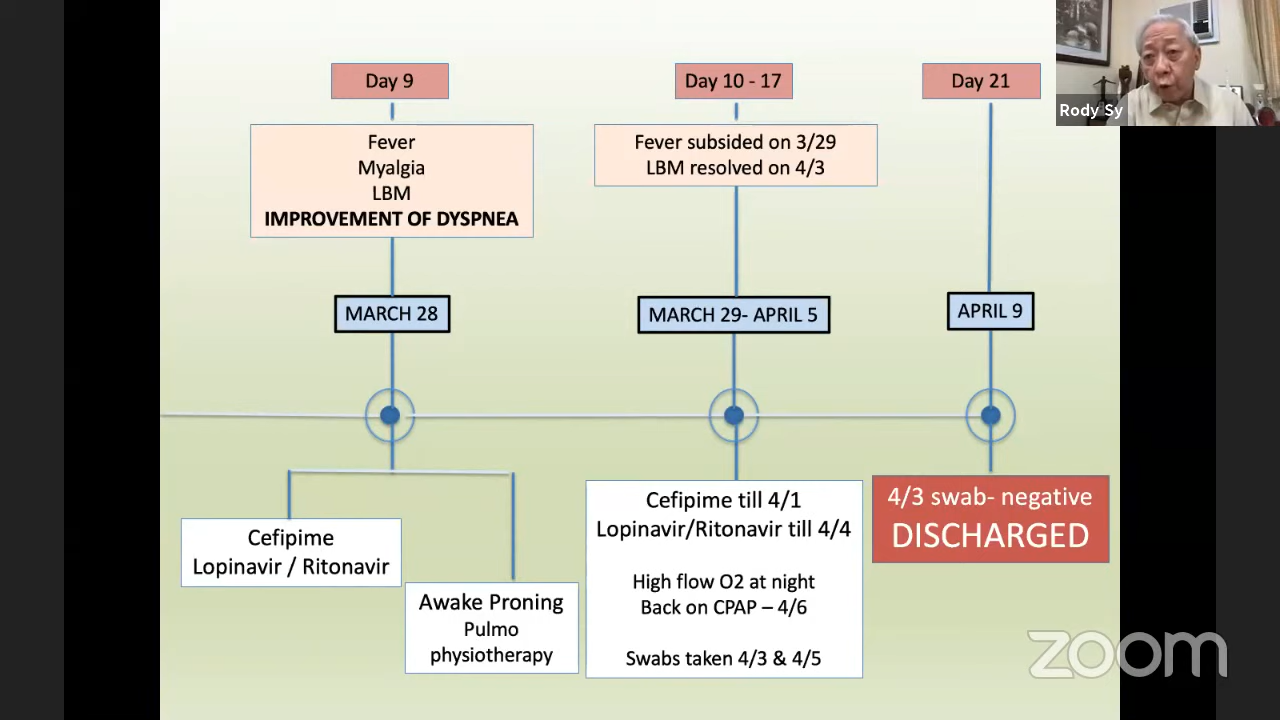 Day 9
Day 10 - 17
Day 21
Rody Sy
Fever
Myalgia
LBM
IMPROVEMENT OF DYSPNEA
Fever subsided on 3/29
LBM resolved on 4/3
MARCH 28
MARCH 29- APRIL 5
APRIL 9
Cefipime
Lopinavir / Ritonavir
Awake Proning
Pulmo
physiotherapy
Cefipime till 4/1
Lopinavir/Ritonavir till 4/4
High flow O2 at night
Back on CPAP – 4/6
Swabs taken 4/3 & 4/5
4/3 swab- negative
DISCHARGED
zoom